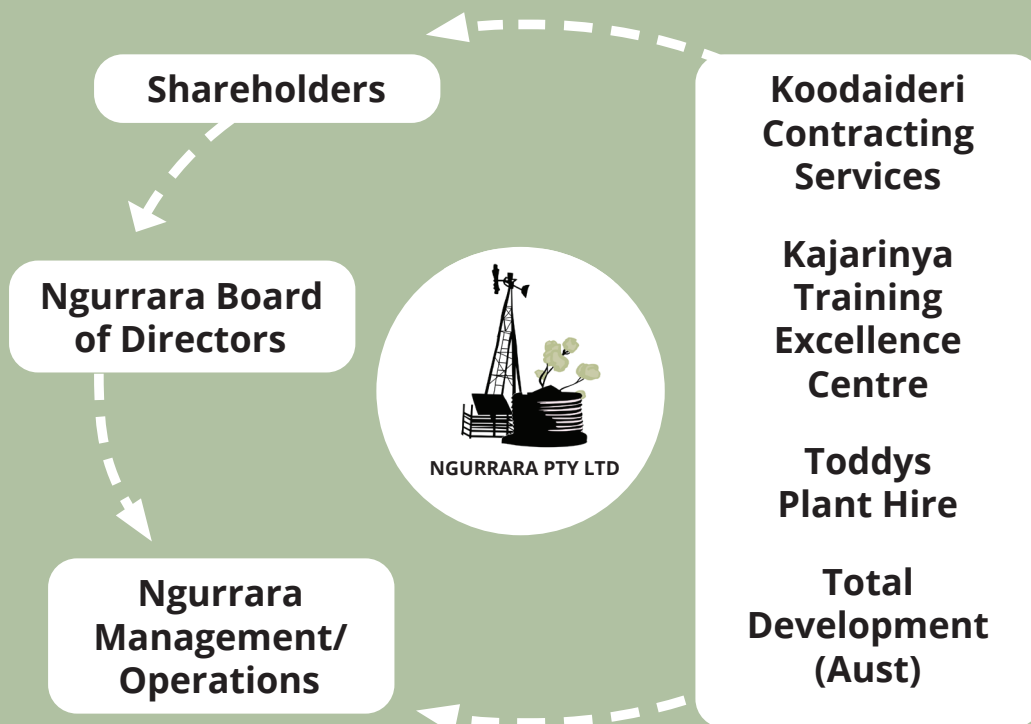 Shareholders
Ngurrara Board
of Directors
Ngurrara
Management/
Operations
NGURRARA PTY LTD
Koodaideri
Contracting
Services
Kajarinya
Training
Excellence
Centre
Toddys
Plant Hire
Total
Development
(Aust)